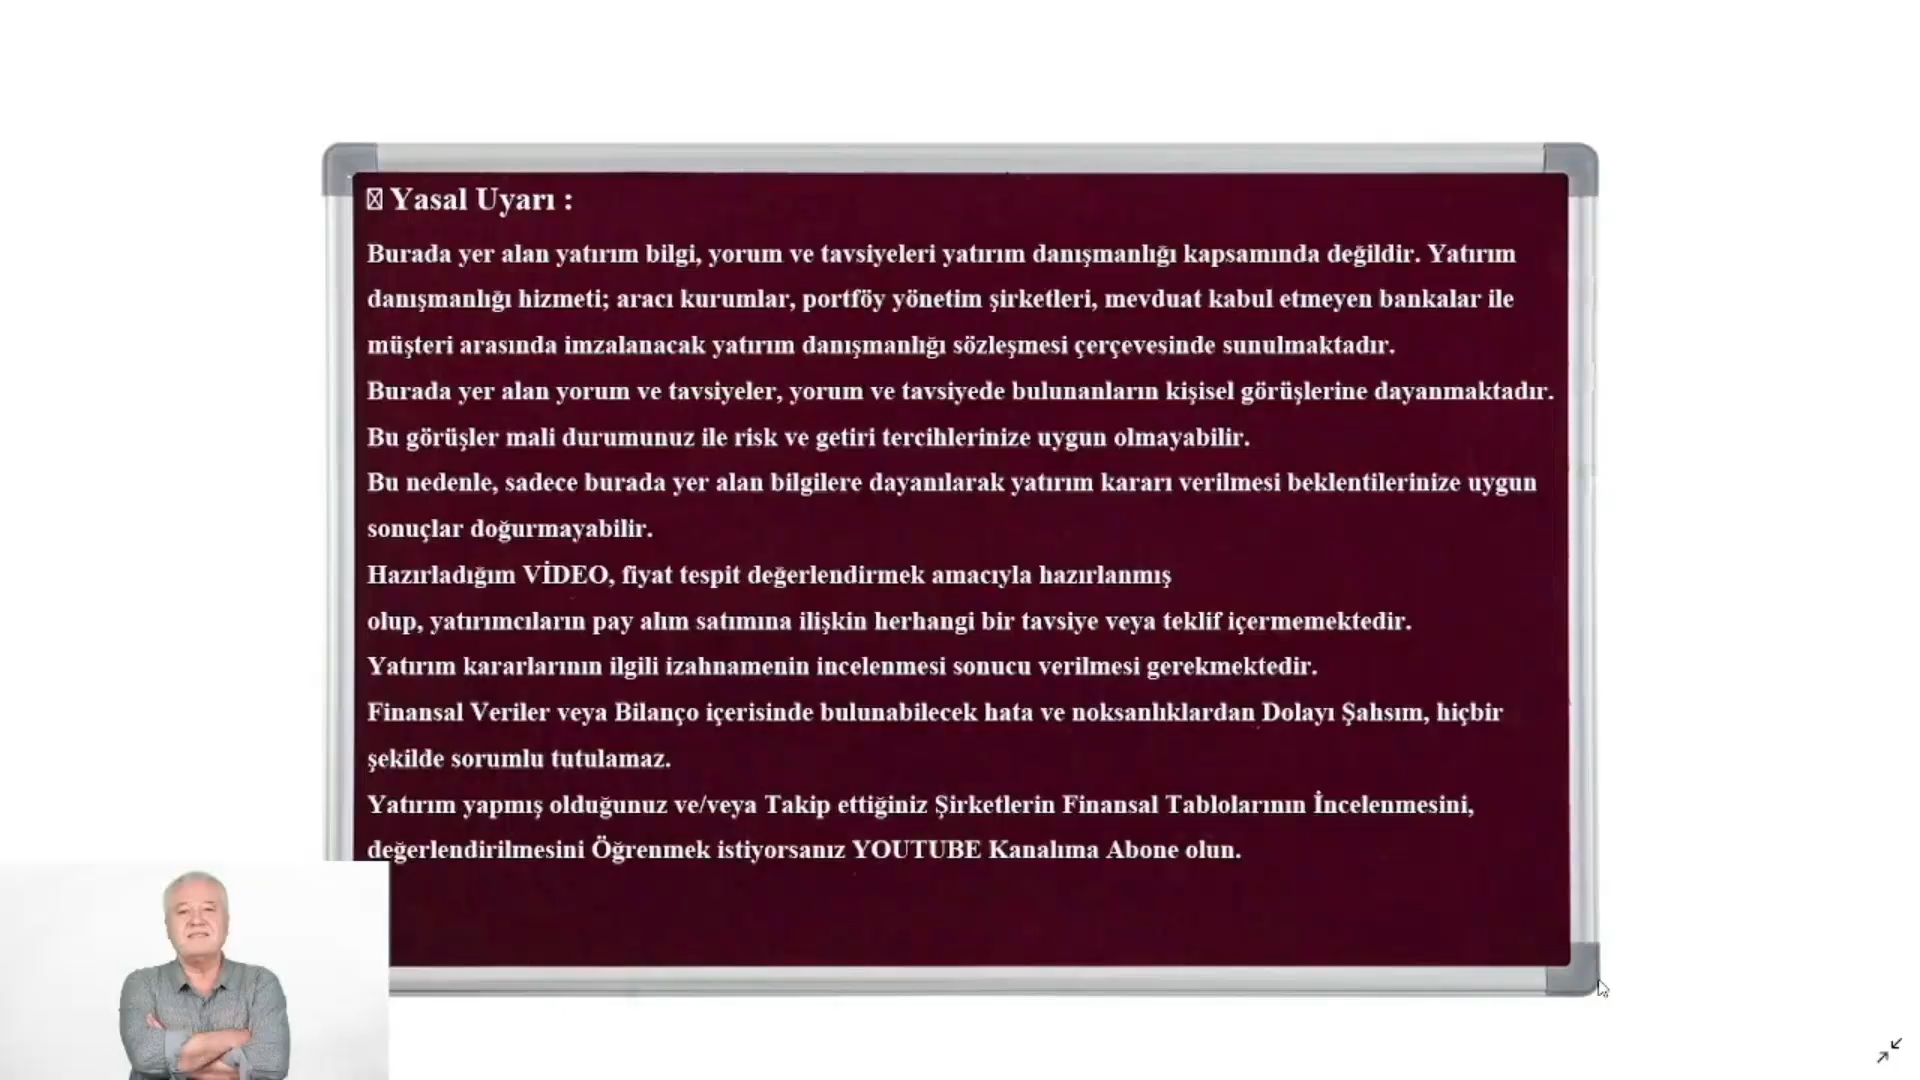 Yasal Uyarı :
Burada yer alan yatırım bilgi, yorum ve tavsiyeleri yatırım danışmanlığı kapsamında değildir. Yatırım
danışmanlığı hizmeti; aracı kurumlar, portföy yönetim şirketleri, mevduat kabul etmeyen bankalar ile
müşteri arasında imzalanacak yatırım danışmanlığı sözleşmesi çerçevesinde sunulmaktadır.
Burada yer alan yorum ve tavsiyeler, yorum ve tavsiyede bulunanların kişisel görüşlerine dayanmaktadır.
Bu görüşler mali durumunuz ile risk ve getiri tercihlerinize uygun olmayabilir.
Bu nedenle, sadece burada yer alan bilgilere dayanılarak yatırım kararı verilmesi beklentilerinize uygun
sonuçlar doğurmayabilir.
Hazırladığım VİDEO, fiyat tespit değerlendirmek amacıyla hazırlanmış
olup, yatırımcıların pay alım satımına ilişkin herhangi bir tavsiye veya teklif içermemektedir.
Yatırım kararlarının ilgili izahnamenin incelenmesi sonucu verilmesi gerekmektedir.
Finansal Veriler veya Bilanço içerisinde bulunabilecek hata ve noksanlıklardan Dolayı Şahsım, hiçbir
şekilde sorumlu tutulamaz.
Yatırım yapmış olduğunuz ve/veya Takip ettiğiniz Şirketlerin Finansal Tablolarının İncelenmesini,
değerlendirilmesini Öğrenmek istiyorsanız YOUTUBE Kanalıma Abone olun.